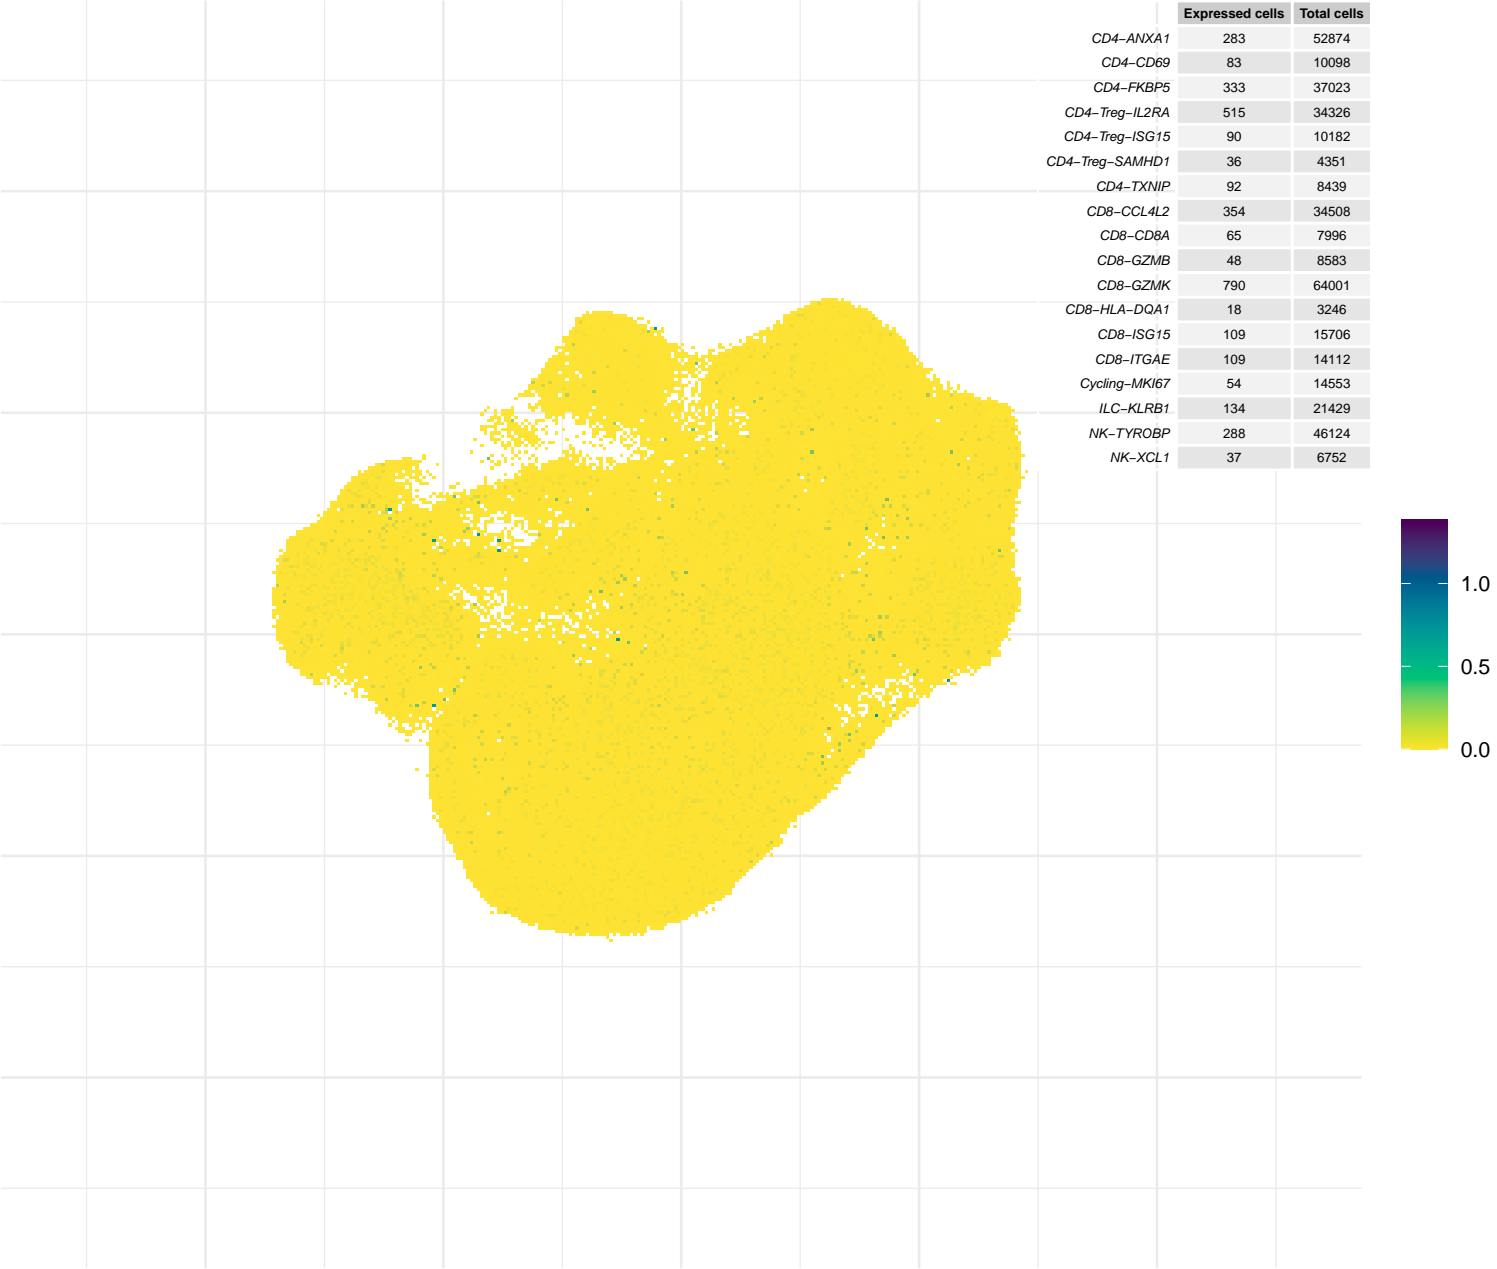 Expressed cells Total cells
CD4−ANXA1 283 52874
CD4−CD69 83 10098
CD4−FKBP5 333 37023
CD4−Treg−IL2RA 515 34326
CD4−Treg−ISG15 90 10182
CD4−Treg−SAMHD1 36 4351
CD4−TXNIP 92 8439
CD8−CCL4L2 354 34508
CD8−CD8A 65 7996
CD8−GZMB 48 8583
CD8−GZMK 790 64001
CD8−HLA−DQA1 18 3246
CD8−ISG15 109 15706
CD8−ITGAE 109 14112
Cycling−MKI67 54 14553
ILC−KLRB1 134 21429
NK−TYROBP 288 46124
NK−XCL1 37 6752
1.0
0.5
0.0